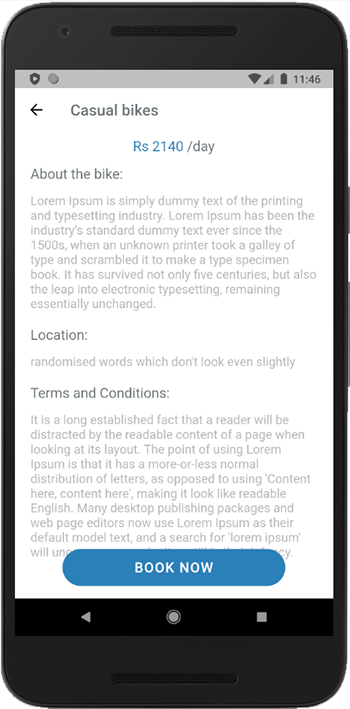 11:46
Casual bikes
Rs 2140 /day
About the bike:
Lorem Ipsum is simply dummy text of the printing
and typesetting industry. Lorem Ipsum has been the
industry's standard dummy text ever since the
1500s, when an unknown printer took a galley of
type and scrambled it to make a type specimen
book. It has survived not only five centuries, but also
the leap into electronic typesetting, remaining
essentially unchanged.
Location:
randomised words which don't look even slightly
Terms and Conditions:
It is a long established fact that a reader will be
distracted by the readable content of a page when
looking at its layout. The point of using Lorem
Ipsum is that it has a more-or-less normal
distribution of letters, as opposed to using 'Content
here, content here', making it look like readable
English. Many desktop publishing packages and
web page editors now use Lorem Ipsum as their
default model text, and a search for 'lorem ipsum'
will
BOOK NOW